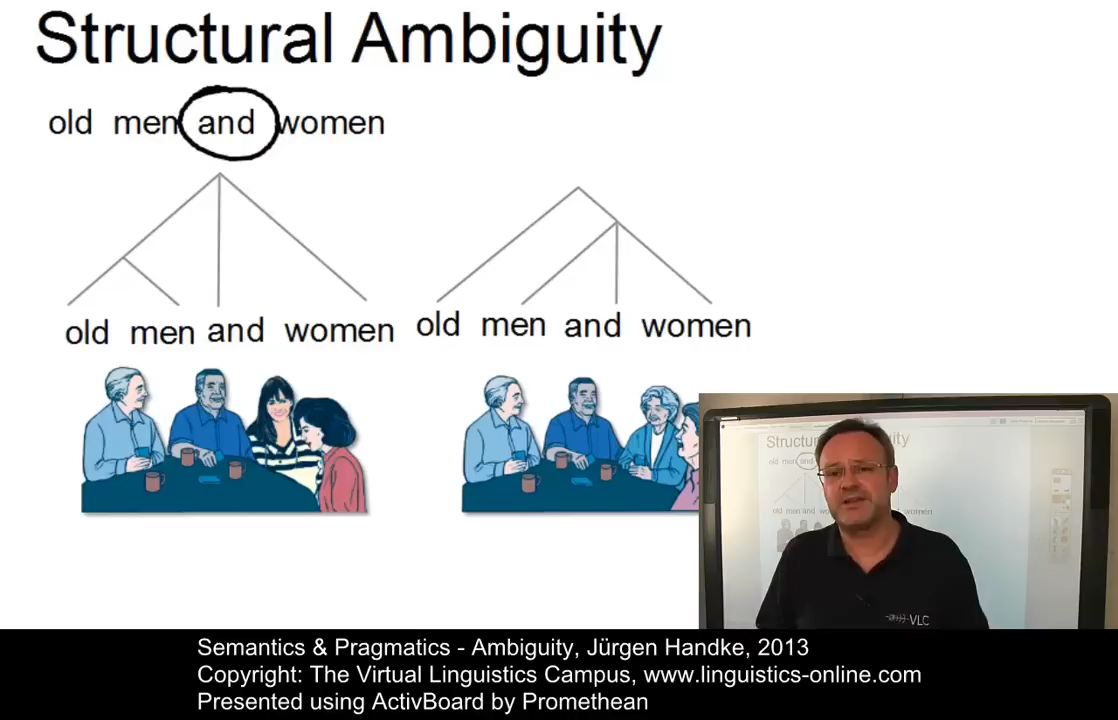 Structural Ambiguity
old men and women
old men and women
old men and women
VLC
Semantics & Pragmatics - Ambiguity, Jürgen Handke, 2013
Copyright: The Virtual Linguistics Campus, www.linguistics-online.com
Presented using ActivBoard by Promethean